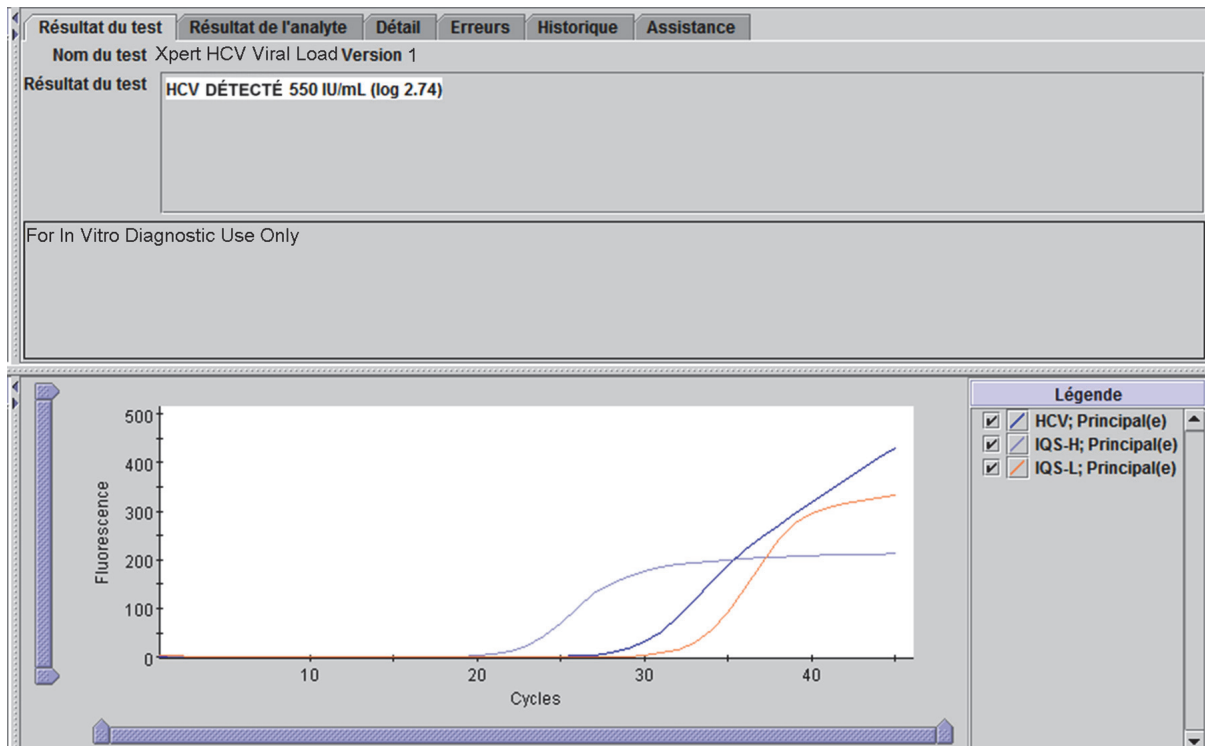 Résultat du test Résultat de l'analyte Détail Erreurs Historique Assistance
Nom du test Xpert HCV Viral Load Version 1
Résultat du test HCV DÉTECTÉ 550 IU/mL (log 2.74)
For In Vitro Diagnostic Use Only
Légende
HCV; Principal(e)
IQS-H; Principal(e)
IQS-L; Principal(e)
Fluorescence
500
400
300
200
100
0
10 20 30 40
Cycles